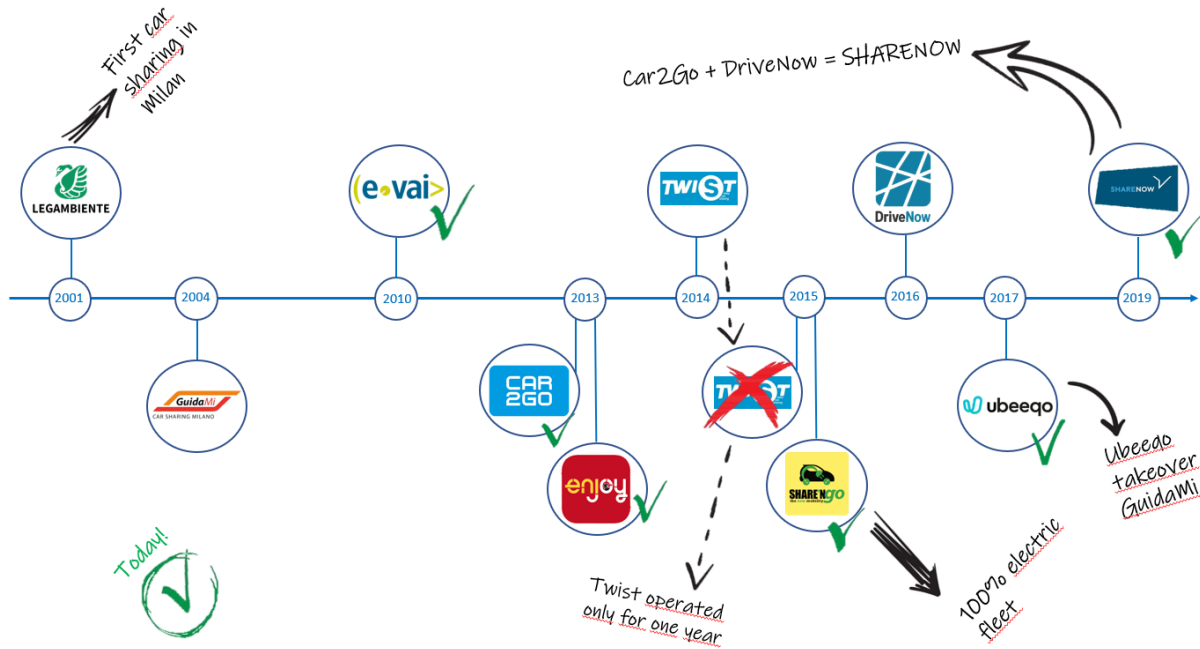 First car
sharing in
Milan
Car2Go + DriveNow = SHARENOW
LEGAMBIENTE
(e•vai>
TWIST
DriveNow
SHARENOW
2001
2004
2010
2013
2014
2015
2016
2017
2019
GuidaMi
CAR SHARING MILANO
CAR
2GO
TWIST
ubeeqo
enjoy
SHARE'Ngo
Ubeeqo
takeover
GuidaMi
Today!
Twist operated
only for one year
100% electric
fleet